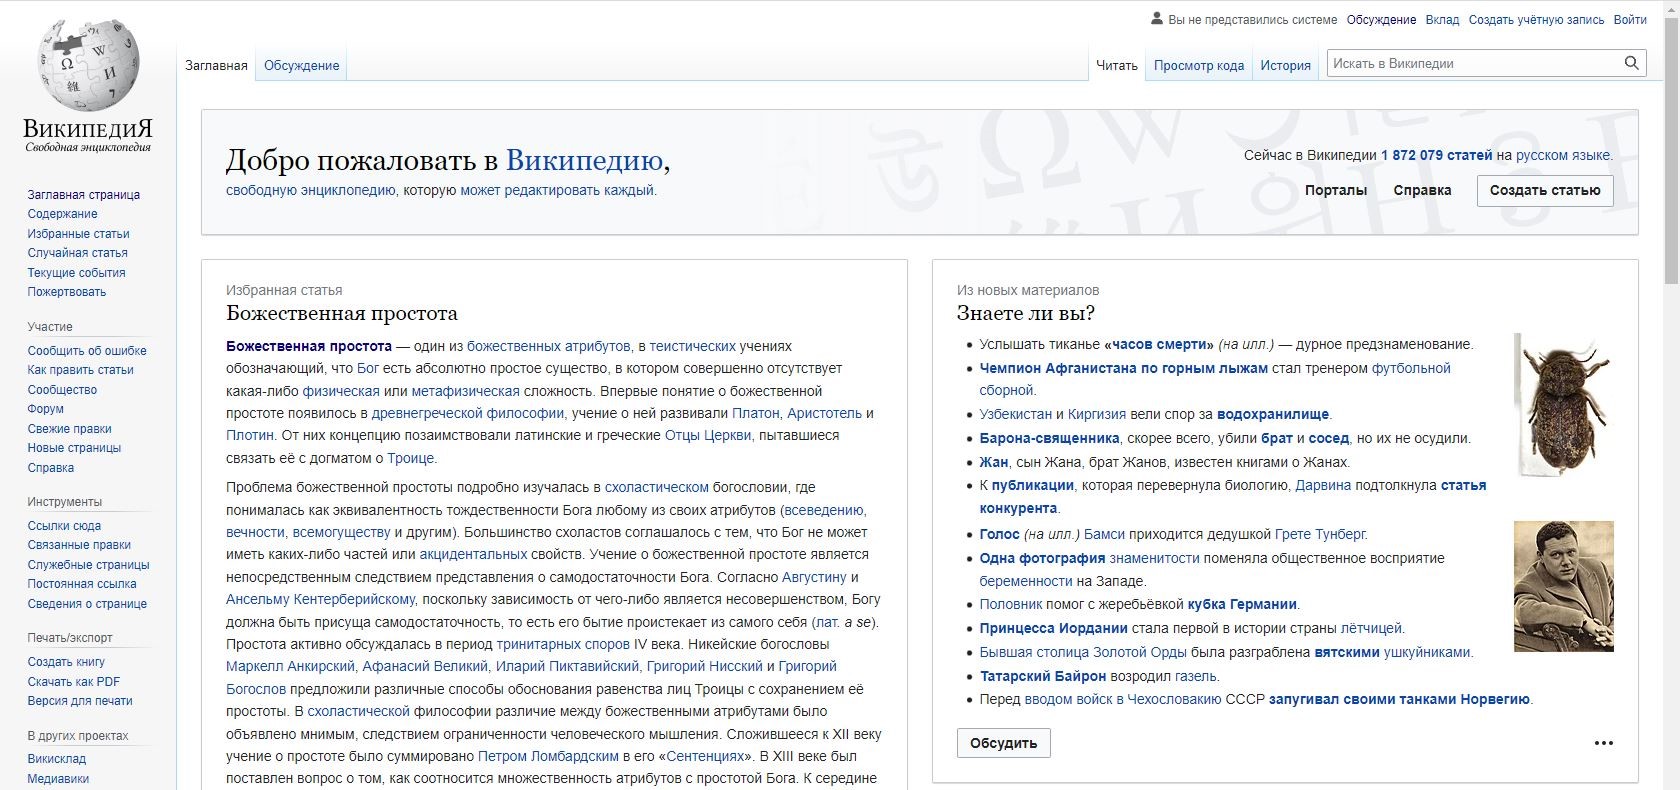 Вы не представились системе Обсуждение Вклад Создать учётную запись Войти
Заглавная Обсуждение Читать Просмотр кода История Искать в Википедии
ВикипедиЯ
Свободная энциклопедия
Заглавная страница
Содержание
Избранные статьи
Случайная статья
Текущие события
Пожертвовать
Участие
Сообщить об ошибке
Как править статьи
Сообщество
Форум
Свежие правки
Новые страницы
Справка
Инструменты
Ссылки сюда
Связанные правки
Служебные страницы
Постоянная ссылка
Сведения о странице
Печать/экспорт
Создать книгу
Скачать как PDF
Версия для печати
В других проектах
Викисклад
Медиавики
Добро пожаловать в Википедию,
свободную энциклопедию, которую может редактировать каждый.
Сейчас в Википедии 1 872 079 статей на русском языке.
Порталы Справка Создать статью
Избранная статья
Божественная простота
Божественная простота — один из божественных атрибутов, в теистических учениях
обозначающий, что Бог есть абсолютно простое существо, в котором совершенно отсутствует
какая-либо физическая или метафизическая сложность. Впервые понятие о божественной
простоте появилось в древнегреческой философии, учение о ней развивали Платон, Аристотель и
Плотин. От них концепцию позаимствовали латинские и греческие Отцы Церкви, пытавшиеся
связать её с догматом о Троице.
Проблема божественной простоты подробно изучалась в схоластическом богословии, где
понималась как эквивалентность тождественности Бога любому из своих атрибутов (всеведению,
вечности, всемогуществу и другим). Большинство схоластов соглашалось с тем, что Бог не может
иметь каких-либо частей или акцидентальных свойств. Учение о божественной простоте является
непосредственным следствием представления о самодостаточности Бога. Согласно Августину и
Ансельму Кентерберийскому, поскольку зависимость от чего-либо является несовершенством, Богу
должна быть присуща самодостаточность, то есть его бытие проистекает из самого себя (лат. a se).
Простота активно обсуждалась в период тринитарных споров IV века. Никейские богословы
Маркелл Анкирский, Афанасий Великий, Иларий Пиктавийский, Григорий Нисский и Григорий
Богослов предложили различные способы обоснования равенства лиц Троицы с сохранением её
простоты. В схоластической философии различие между божественными атрибутами было
объявлено мнимым, следствием ограниченности человеческого мышления. Сложившееся к XII веку
учение о простоте было суммировано Петром Ломбардским в его «Сентенциях». В XIII веке был
поставлен вопрос о том, как соотносится множественность атрибутов с простотой Бога. К середине
Из новых материалов
Знаете ли вы?
Услышать тиканье «часов смерти» (на илл.) — дурное предзнаменование.
Чемпион Афганистана по горным лыжам стал тренером футбольной
сборной.
Узбекистан и Киргизия вели спор за водохранилище.
Барона-священника, скорее всего, убили брат и сосед, но их не осудили.
Жан, сын Жана, брат Жанов, известен книгами о Жанах.
К публикации, которая перевернула биологию, Дарвина подтолкнула статья
конкурента.
Голос (на илл.) Бамси приходится дедушкой Грете Тунберг.
Одна фотография знаменитости поменяла общественное восприятие
беременности на Западе.
Половник помог с жеребьёвкой кубка Германии.
Принцесса Иордании стала первой в истории страны лётчицей.
Бывшая столица Золотой Орды была разграблена вятскими ушкуйниками.
Татарский Байрон возродил газель.
Перед вводом войск в Чехословакию СССР запугивал своими танками Норвегию.
Обсудить